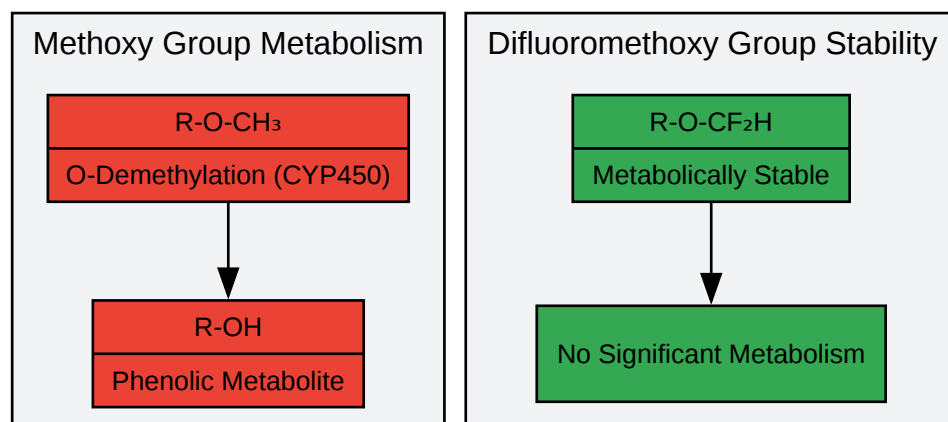 Methoxy Group Metabolism
R-O-CH₃
O-Demethylation (CYP450)
R-OH
Phenolic Metabolite
Difluoromethoxy Group Stability
R-O-CF₂H
Metabolically Stable
No Significant Metabolism